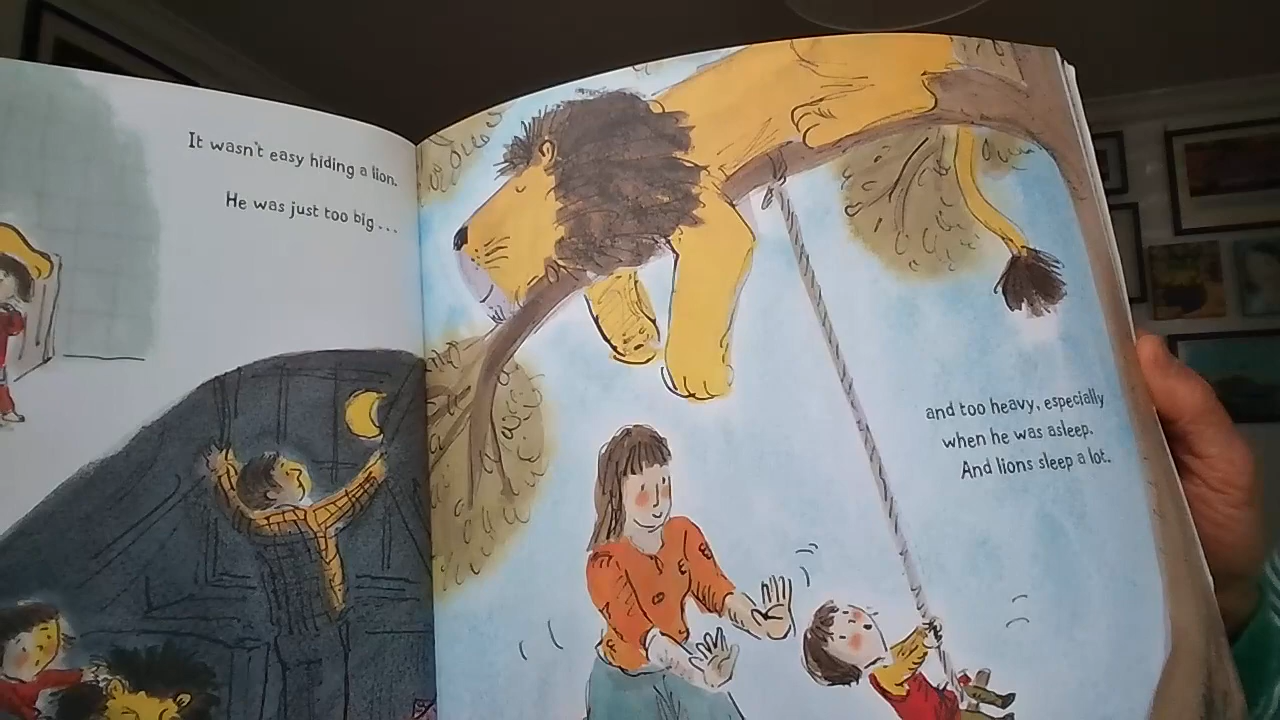 It wasn't easy hiding a lion.
He was just too big...
and too heavy, especially
when he was asleep.
And lions sleep a lot.